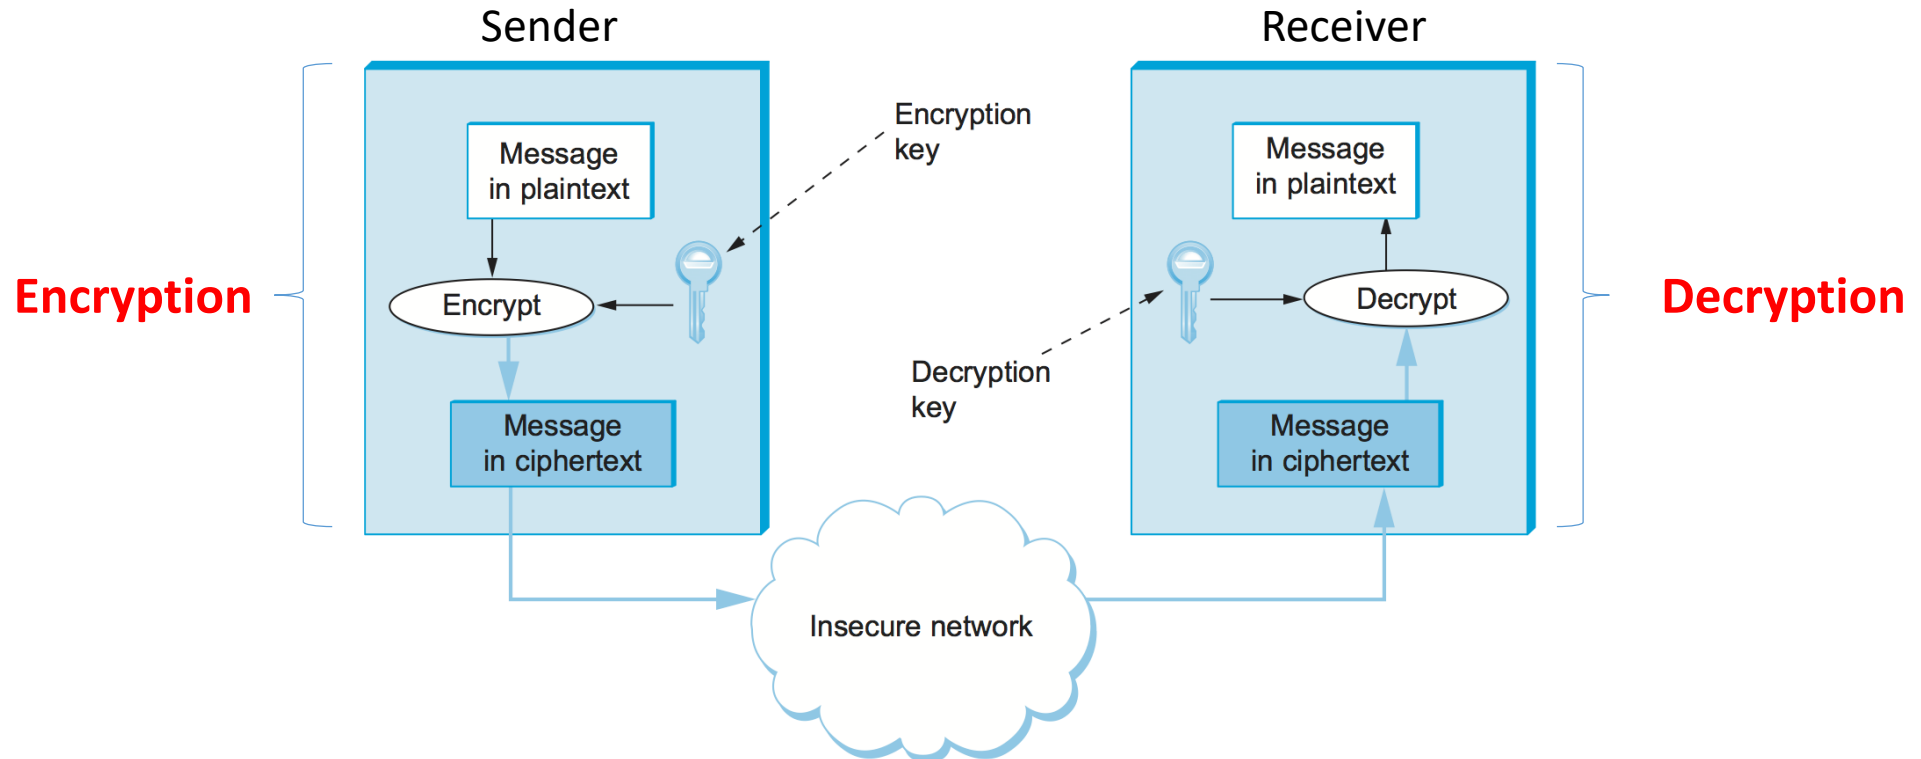 Sender
Receiver
Encryption
key
Message
in plaintext
Message
in plaintext
Encryption
Encrypt
Decrypt
Decryption
Decryption
key
Message
in ciphertext
Message
in ciphertext
Insecure network